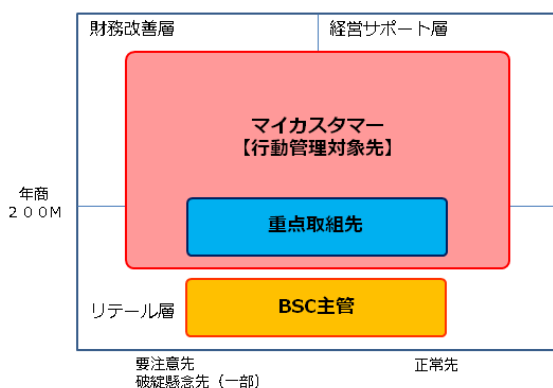 財務改善層
経営サポート層
マイカスタマー
【行動管理対象先】
年商
２００M
重点取組先
リテール層
BSC主管
要注意先
破綻懸念先（一部）
正常先